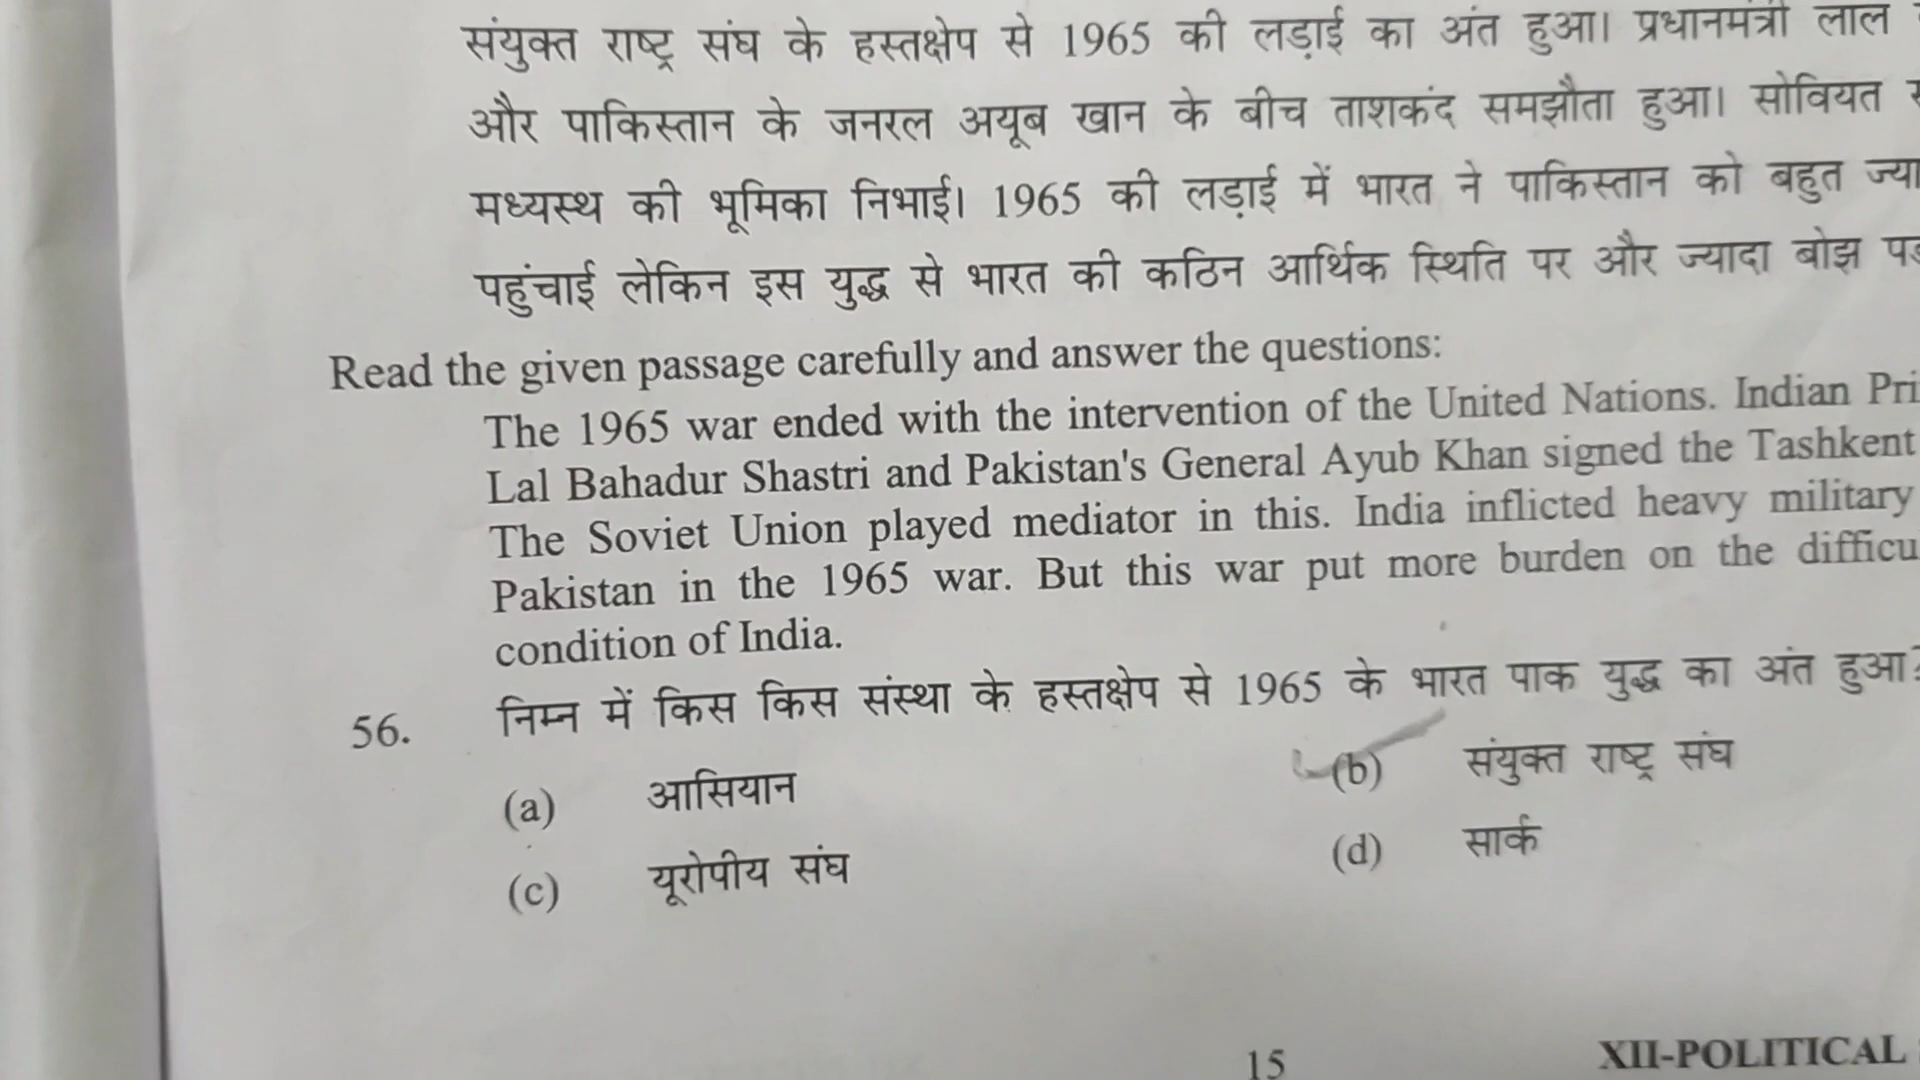 संयुक्त राष्ट्र संघ के हस्तक्षेप से 1965 की लड़ाई का अंत हुआ। प्रधानमंत्री लाल
और पाकिस्तान के जनरल अयूब खान के बीच ताशकंद समझौता हुआ। सोवियत
मध्यस्थ की भूमिका निभाई। 1965 की लड़ाई में भारत ने पाकिस्तान को बहुत
पहुंचाई लेकिन इस युद्ध से भारत की कठिन आर्थिक स्थिति पर और ज्यादा बोझ
Read the given passage carefully and answer the questions:
The 1965 war ended with the intervention of the United Nations. Indian Pri
Lal Bahadur Shastri and Pakistan's General Ayub Khan signed the Tashkent
The Soviet Union played mediator in this. India inflicted heavy military
Pakistan in the 1965 war. But this war put more burden on the difficu
condition of India.
56. निम्न में किस किस संस्था के हस्तक्षेप से 1965 के भारत पाक युद्ध का अंत हुआ?
(a) आसियान (b) संयुक्त राष्ट्र संघ
(c) यूरोपीय संघ (d) सार्क
15 XII-POLITICAL